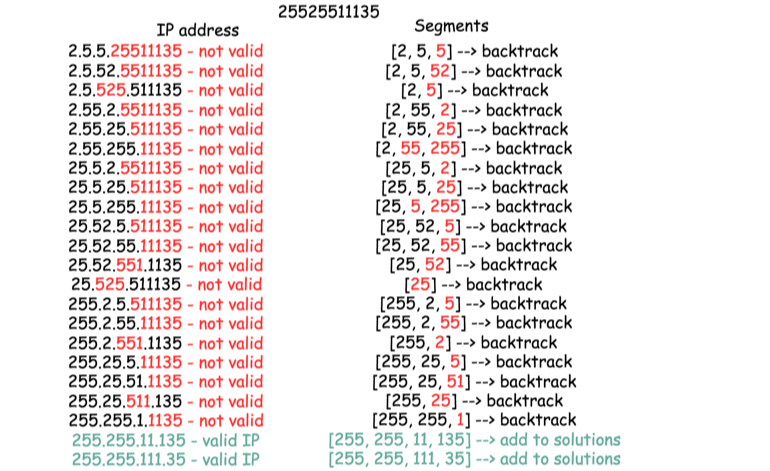 25525511135
IP address Segments
2.5.5.25511135 - not valid [2, 5, 5] --> backtrack
2.5.52.5511135 - not valid [2, 5, 52] --> backtrack
2.5.525.511135 - not valid [2, 5] --> backtrack
2.55.2.5511135 - not valid [2, 55, 2] --> backtrack
2.55.25.511135 - not valid [2, 55, 25] --> backtrack
2.55.255.11135 - not valid [2, 55, 255] --> backtrack
25.5.2.5511135 - not valid [25, 5, 2] --> backtrack
25.5.25.511135 - not valid [25, 5, 25] --> backtrack
25.5.255.11135 - not valid [25, 5, 255] --> backtrack
25.52.5.511135 - not valid [25, 52, 5] --> backtrack
25.52.55.11135 - not valid [25, 52, 55] --> backtrack
25.52.551.1135 - not valid [25, 52] --> backtrack
25.525.511135 - not valid [25] --> backtrack
255.2.5.511135 - not valid [255, 2, 5] --> backtrack
255.2.55.11135 - not valid [255, 2, 55] --> backtrack
255.2.551.1135 - not valid [255, 2] --> backtrack
255.25.5.11135 - not valid [255, 25, 5] --> backtrack
255.25.51.1135 - not valid [255, 25, 51] --> backtrack
255.25.511.135 - not valid [255, 25] --> backtrack
255.255.1.1135 - not valid [255, 255, 1] --> backtrack
255.255.11.135 - valid IP [255, 255, 11, 135] --> add to solutions
255.255.111.35 - valid IP [255, 255, 111, 35] --> add to solutions